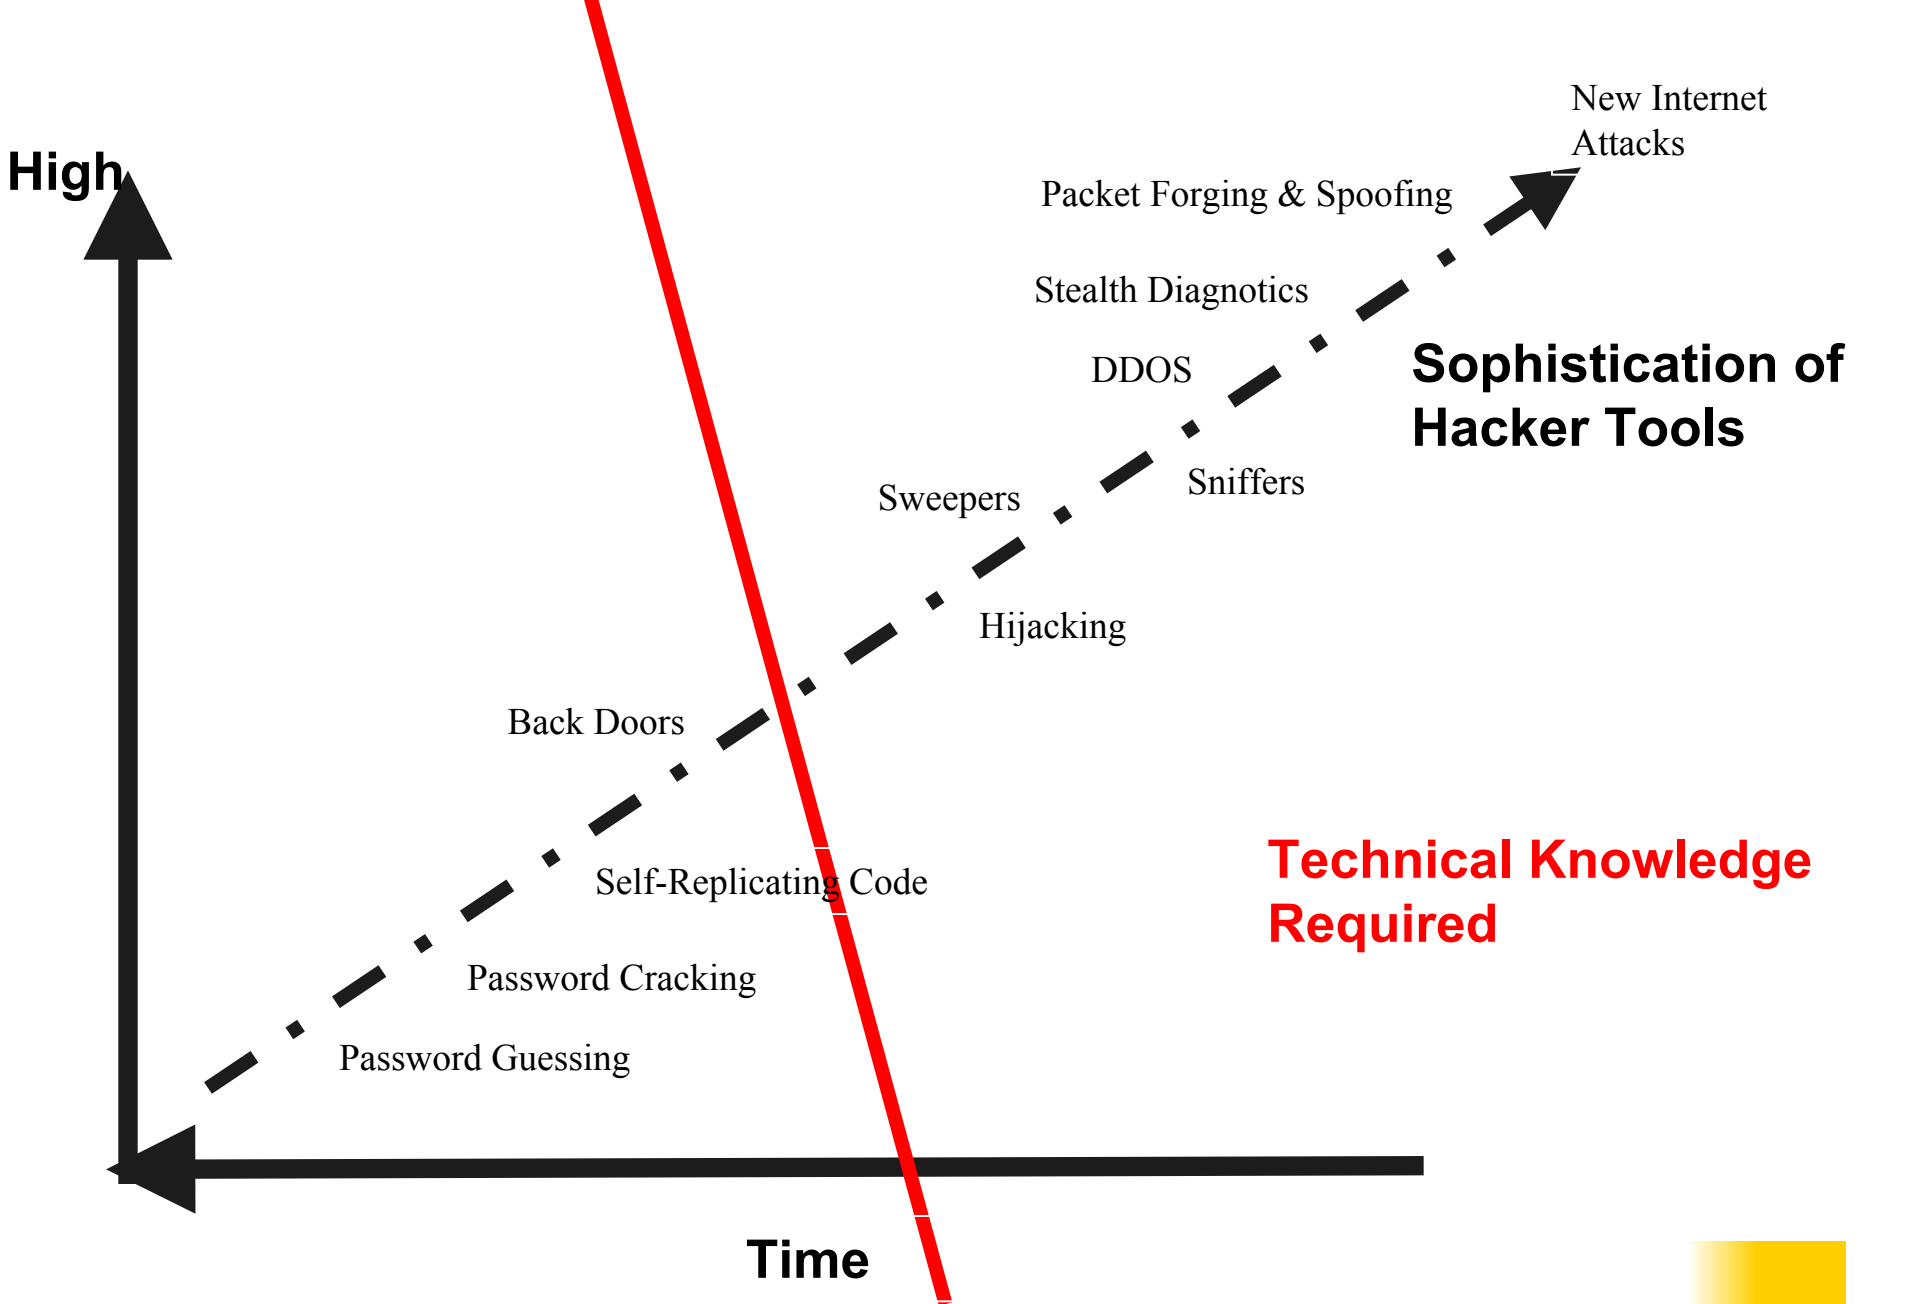 New Internet
Attacks
High
Packet Forging & Spoofing
Stealth Diagnotics
Sophistication of
Hacker Tools
DDOS
Sniffers
Sweepers
Hijacking
Back Doors
Technical Knowledge
Required
Self-Replicating Code
Password Cracking
Password Guessing
Time